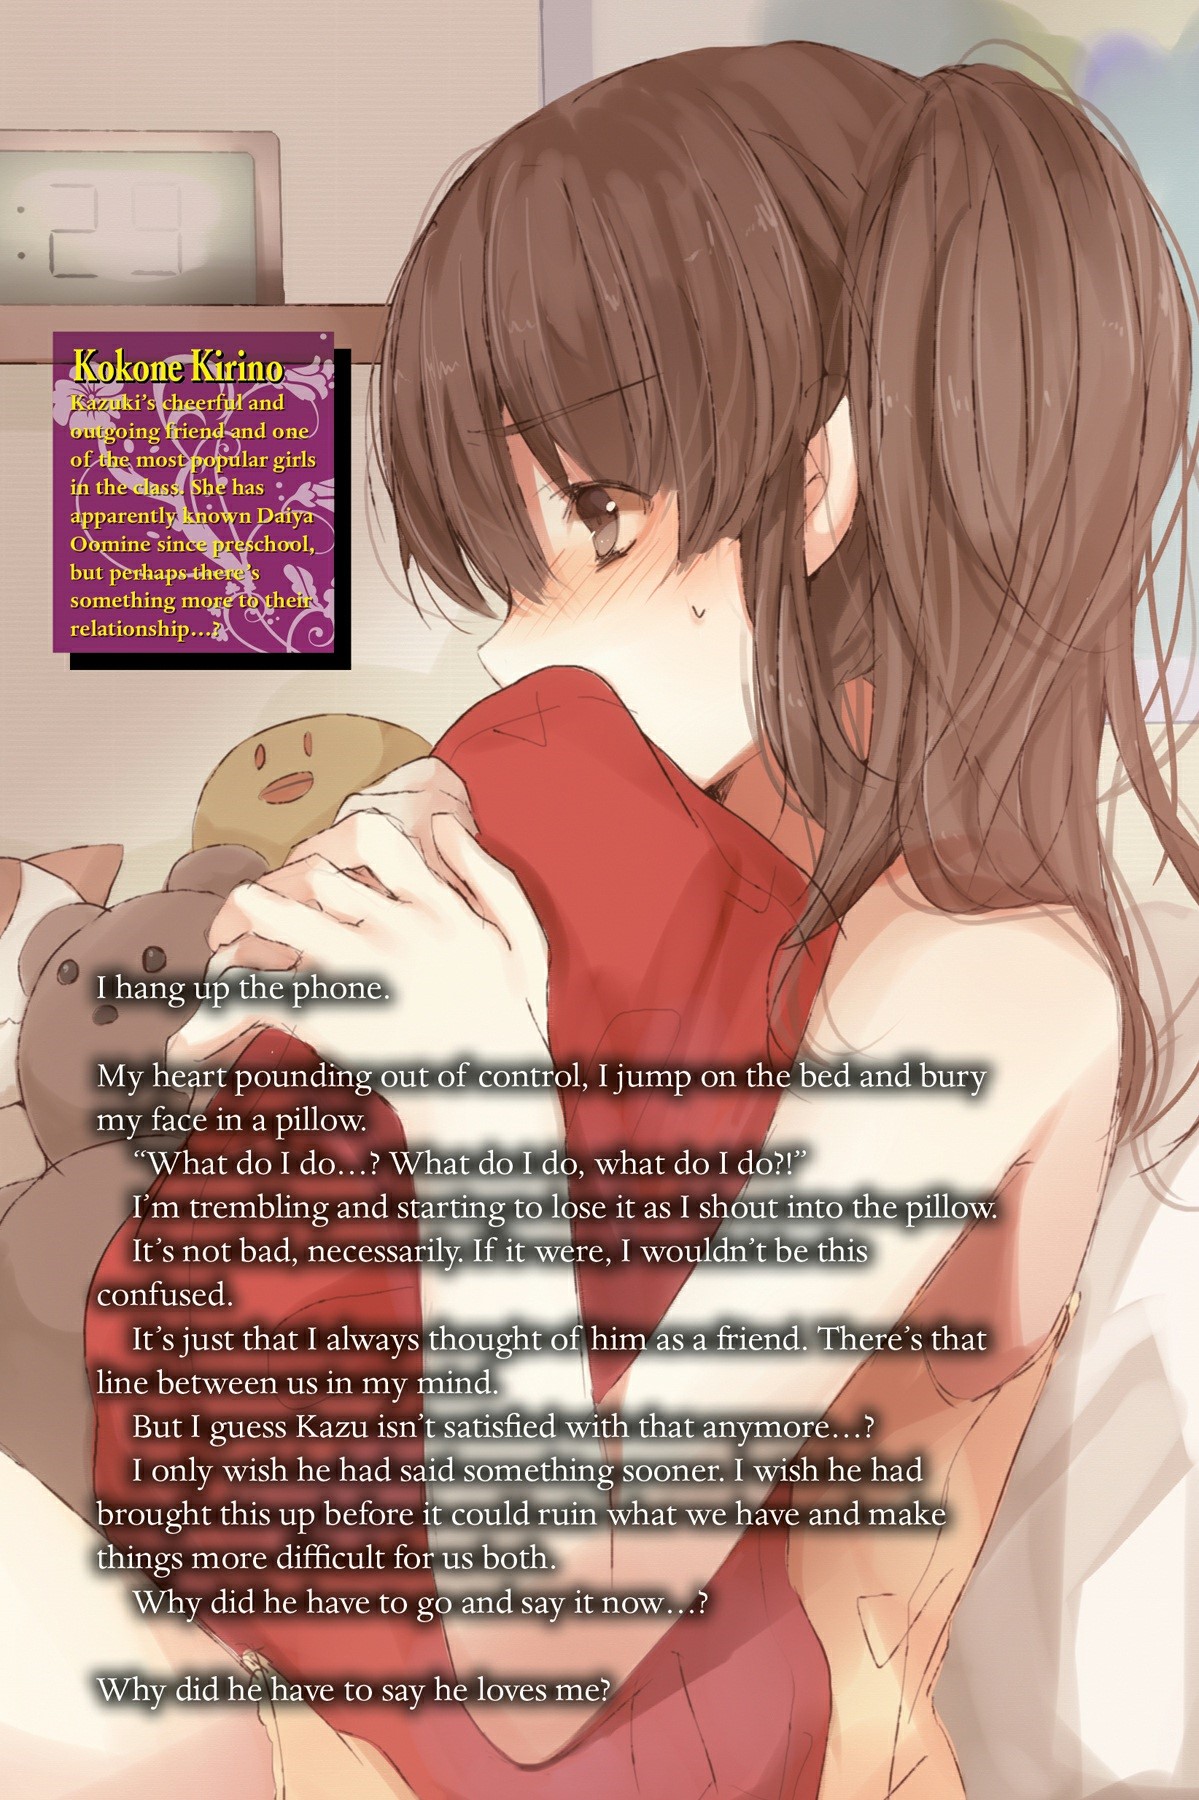 29
Kokone Kirino
Kazuki's cheerful and
outgoing friend and one
of the most popular girls
in the class. She has
apparently known Daiya
Oomine since preschool,
but perhaps there's
something more to their
relationship...?
I hang up the phone.
My heart pounding out of control, I jump on the bed and bury
my face in a pillow.
“What do I do...? What do I do, what do I do?!”
I'm trembling and starting to lose it as I shout into the pillow.
It's not bad, necessarily. If it were, I wouldn't be this
confused.
It's just that I always thought of him as a friend. There's that
line between us in my mind.
But I guess Kazu isn't satisfied with that anymore...?
I only wish he had said something sooner. I wish he had
brought this up before it could ruin what we have and make
things more difficult for us both.
Why did he have to go and say it now...?
Why did he have to say he loves me?